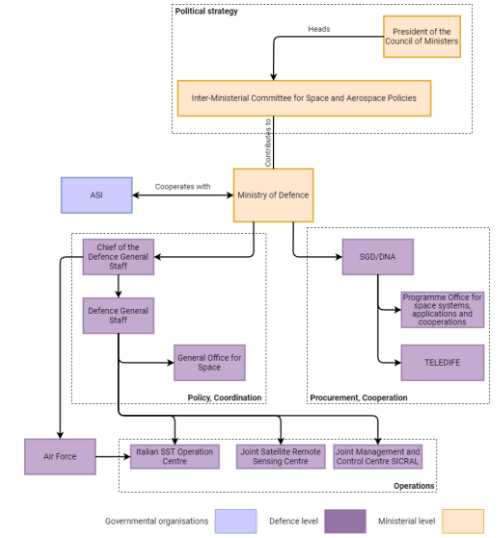 Political strategy
Heads
President of the
Council of Ministers
Inter-Ministerial Committee for Space and Aerospace Policies
Contributes to
ASI
Cooperates with
Ministry of Defence
Chief of the
Defence General
Staff
SGD/DNA
Defence General
Staff
Programme Office for
space systems,
applications and
cooperations
General Office for
Space
TELEDIFE
Policy, Coordination
Procurement, Cooperation
Air Force
Italian SST Operation
Centre
Joint Satellite Remote
Sensing Centre
Joint Management and
Control Centre SICRAL
Operations
Governmental organisations
Defence level
Ministerial level